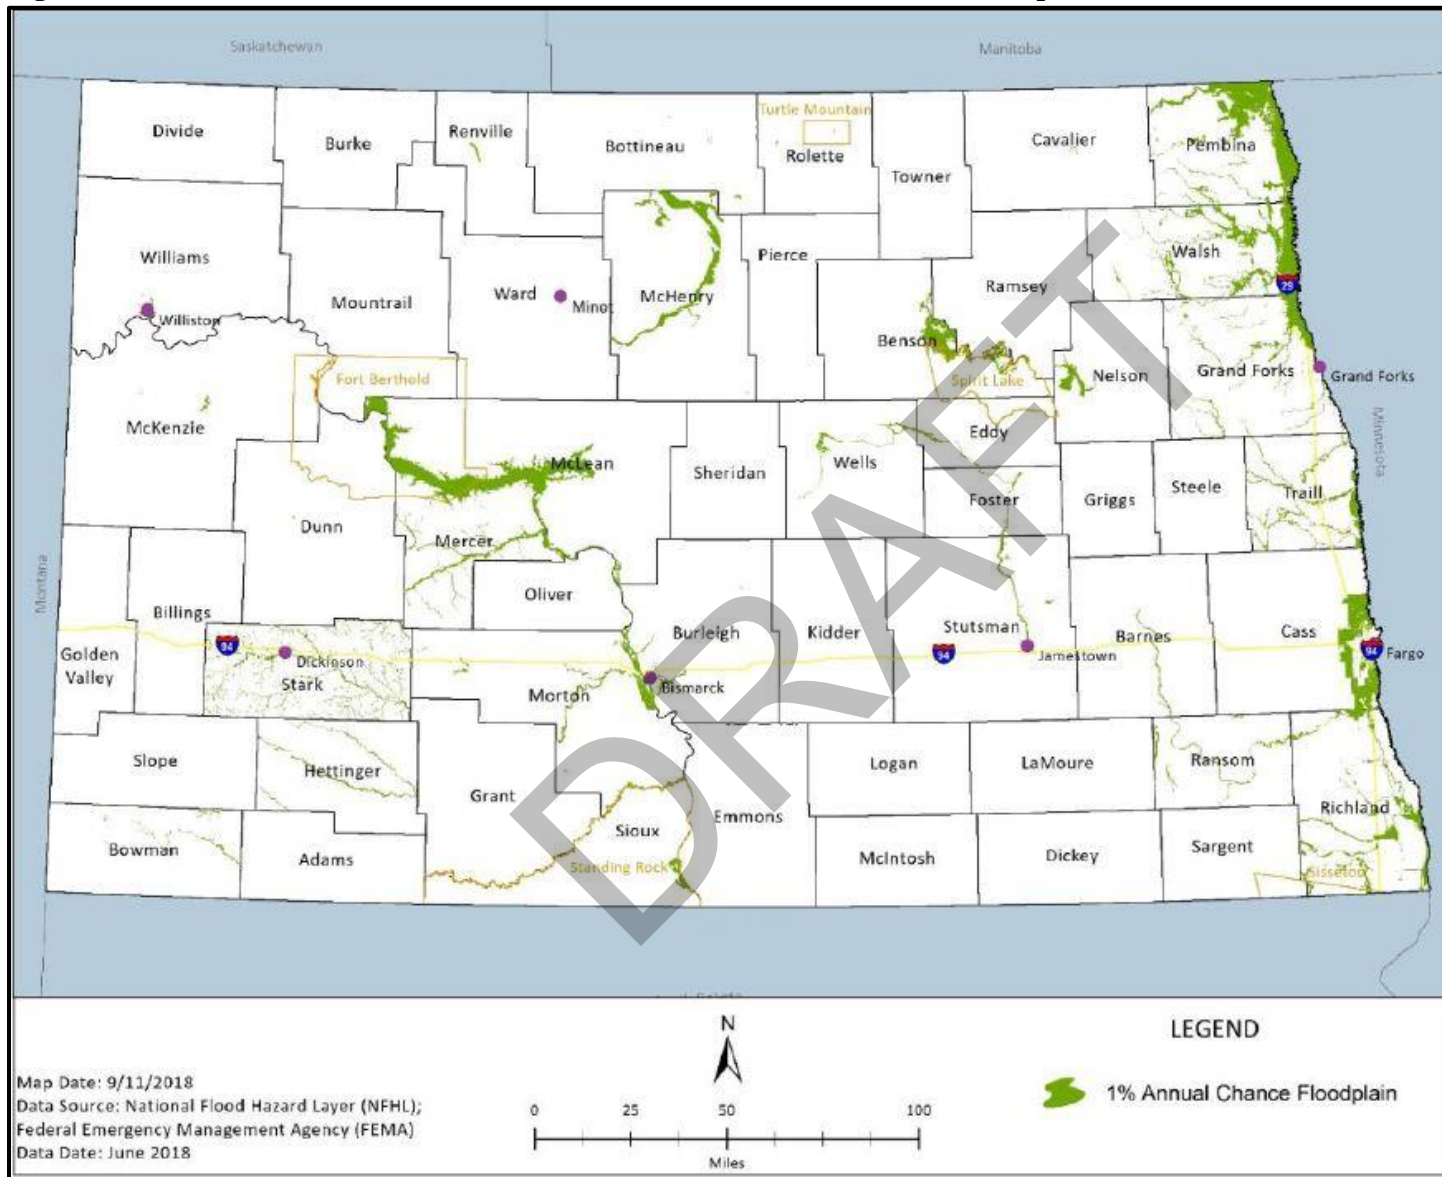 Saskatchewan
Manitoba
Turtle Mountain
Divide
Burke
Renville
Bottineau
Rolette
Towner
Cavalier
Pembina
Williams
Williston
Mountrail
Ward
Minot
McHenry
Pierce
Benson
Ramsey
Walsh
29
Spirit Lake
Nelson
Grand Forks
Grand Forks
Minnesota
Fort Berthold
McKenzie
McLean
Sheridan
Wells
Eddy
Foster
Griggs
Steele
Traill
Dunn
Mercer
Oliver
Montana
Billings
Golden
Valley
94
Dickinson
Stark
Morton
Burleigh
Bismarck
Kidder
Stutsman
94
Jamestown
Barnes
Cass
94
Fargo
Slope
Hettinger
Grant
Sioux
Standing Rock
Emmons
Logan
LaMoure
Ransom
Richland
Bowman
Adams
McIntosh
Dickey
Sargent
Sisseton
DRAFT
N
LEGEND
1% Annual Chance Floodplain
Map Date: 9/11/2018
Data Source: National Flood Hazard Layer (NFHL);
Federal Emergency Management Agency (FEMA)
Data Date: June 2018
0 25 50 100
Miles